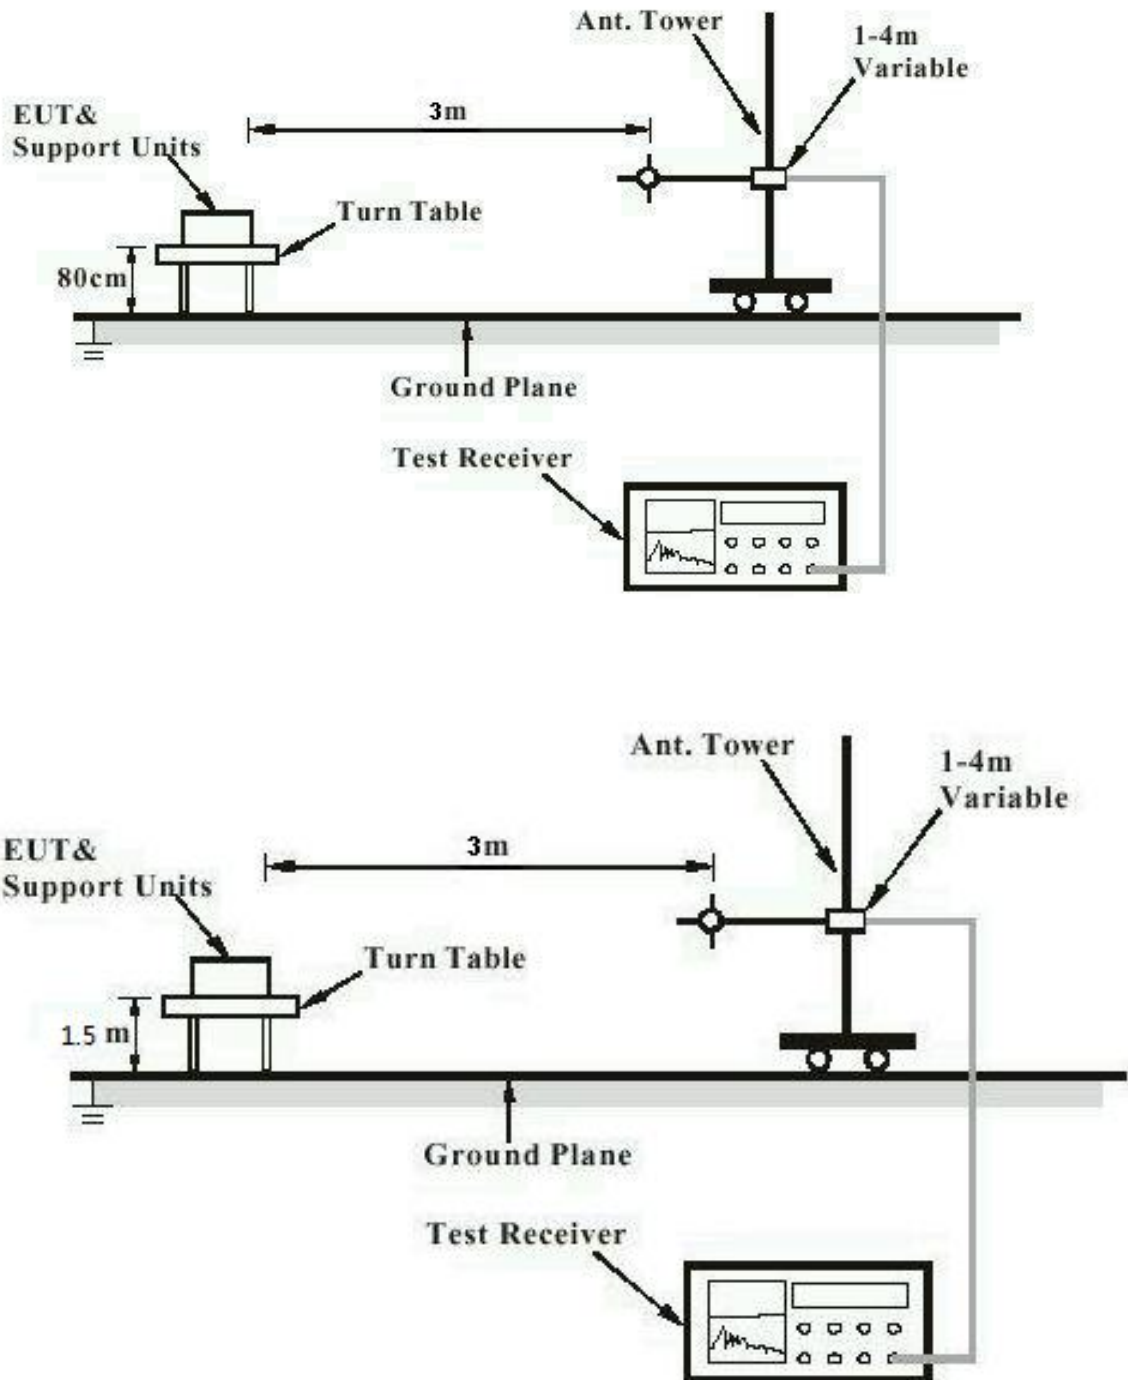 Ant. Tower
1-4m
Variable
EUT&
Support Units
3m
Turn Table
80cm
Ground Plane
Test Receiver
Ant. Tower
1-4m
Variable
EUT&
Support Units
3m
Turn Table
1.5 m
Ground Plane
Test Receiver